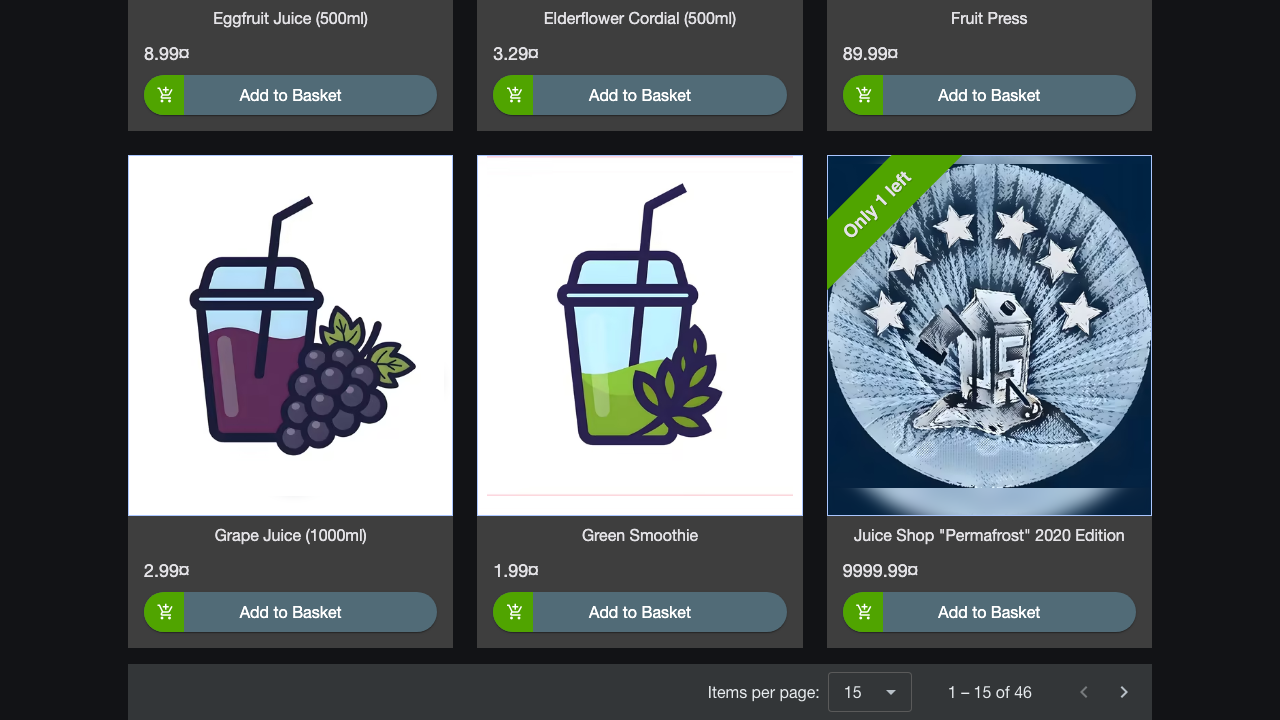 Eggfruit Juice (500ml)
8.99¤
Add to Basket
Elderflower Cordial (500ml)
3.29¤
Add to Basket
Fruit Press
89.99¤
Add to Basket
Grape Juice (1000ml)
2.99¤
Add to Basket
Green Smoothie
1.99¤
Add to Basket
Only 1 left
JS
Juice Shop "Permafrost" 2020 Edition
9999.99¤
Add to Basket
Items per page:
15
1 – 15 of 46